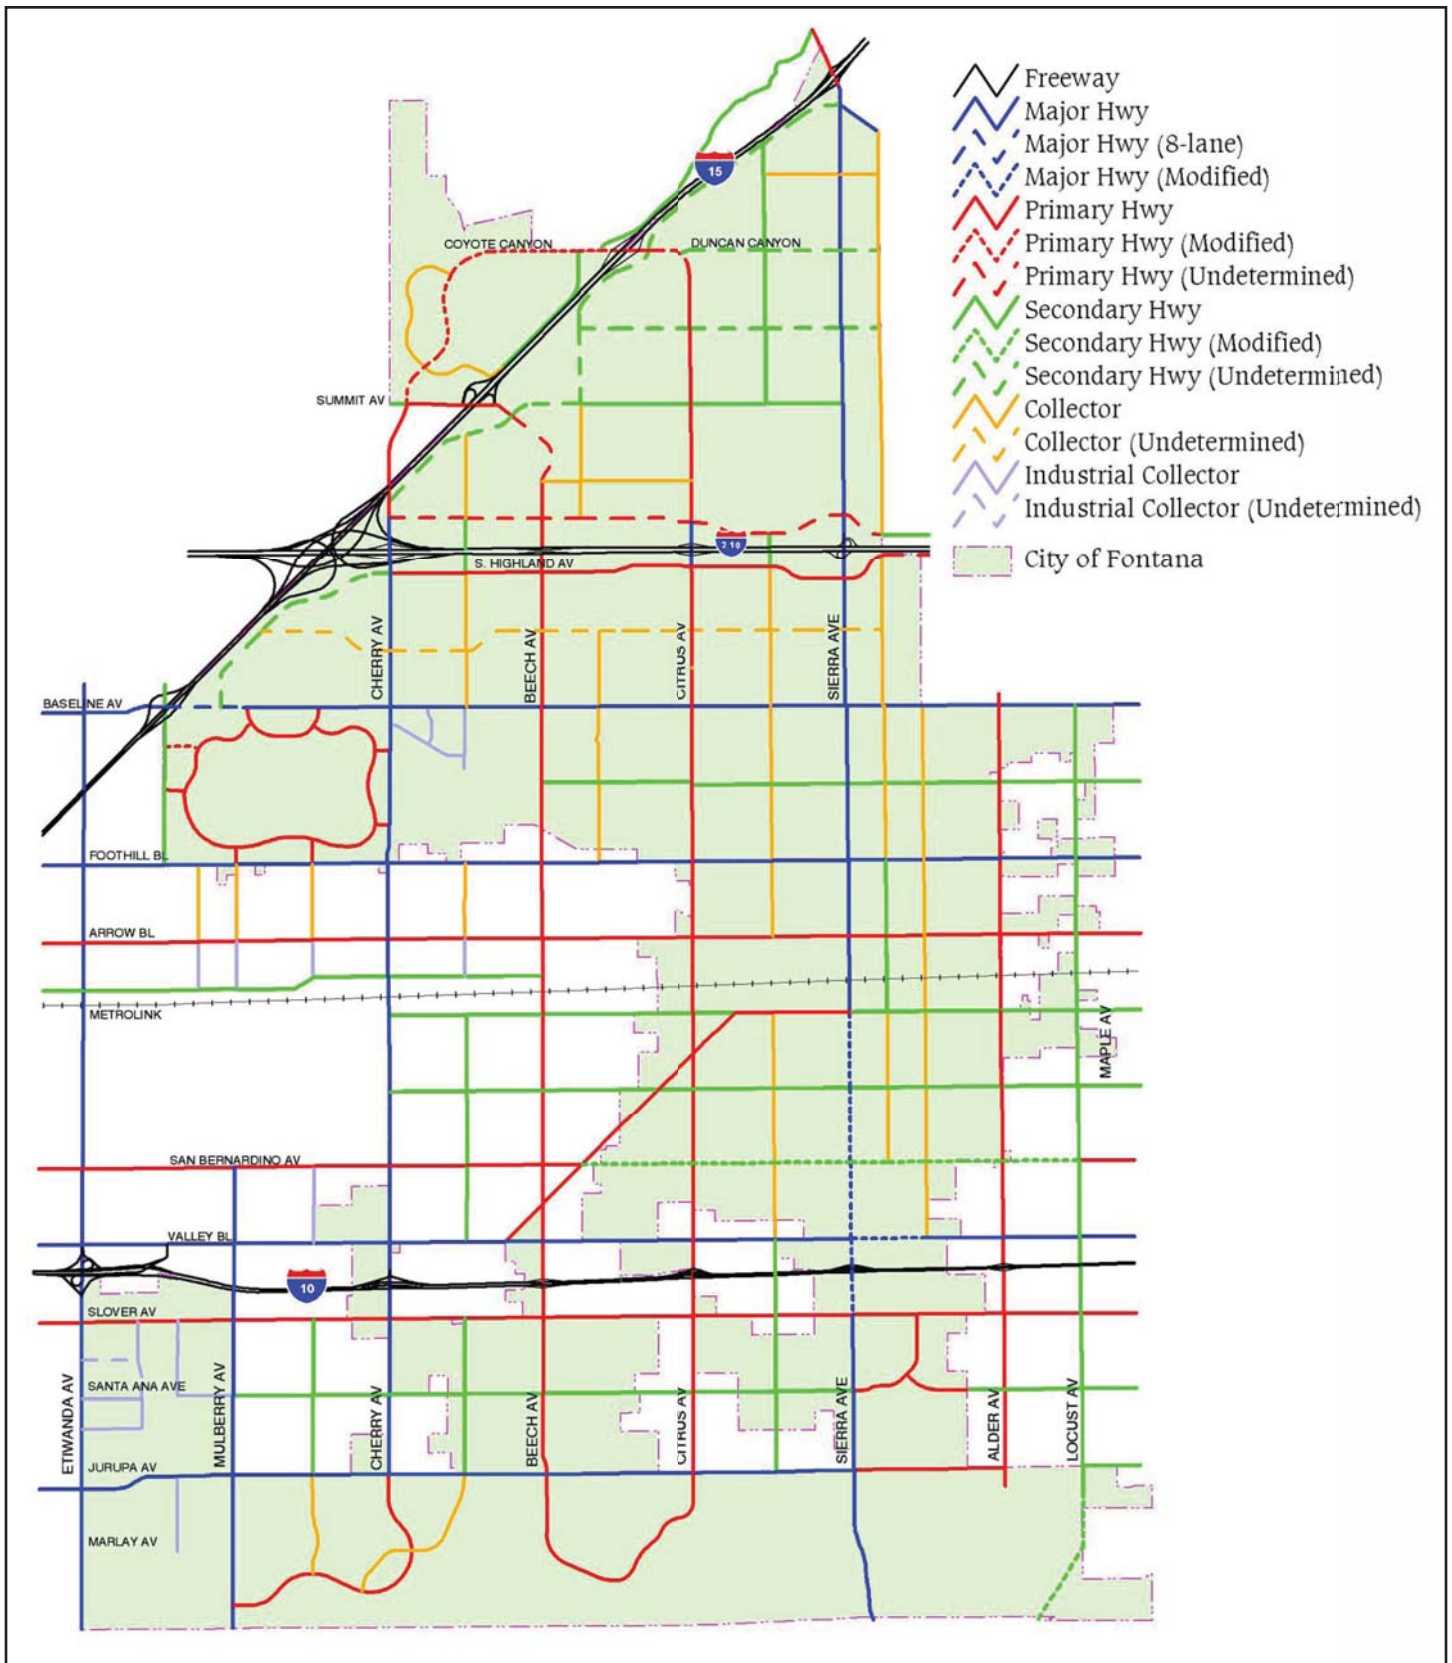 Freeway
Major Hwy
Major Hwy (8-lane)
Major Hwy (Modified)
Primary Hwy
Primary Hwy (Modified)
Primary Hwy (Undetermined)
Secondary Hwy
Secondary Hwy (Modified)
Secondary Hwy (Undetermined)
Collector
Collector (Undetermined)
Industrial Collector
Industrial Collector (Undetermined)
City of Fontana
15
COYOTE CANYON
DUNCAN CANYON
SUMMIT AV
210
S. HIGHLAND AV
CHERRY AV
BEECH AV
CITRUS AV
SIERRA AVE
BASELINE AV
FOOTHILL BL
ARROW BL
METROLINK
MAPLE AV
SAN BERNARDINO AV
VALLEY BL
10
SLOVER AV
SANTA ANA AVE
ETIWANDA AV
MULBERRY AV
CHERRY AV
BEECH AV
CITRUS AV
SIERRA AVE
ALDER AV
LOCUST AV
JURUPA AV
MARLAY AV